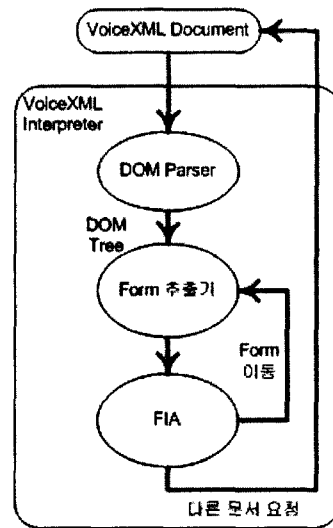 VoiceXML Document
VoiceXML
Interpreter
DOM Parser
DOM
Tree
Form 추출기
Form
이동
FIA
다른 문서 요청